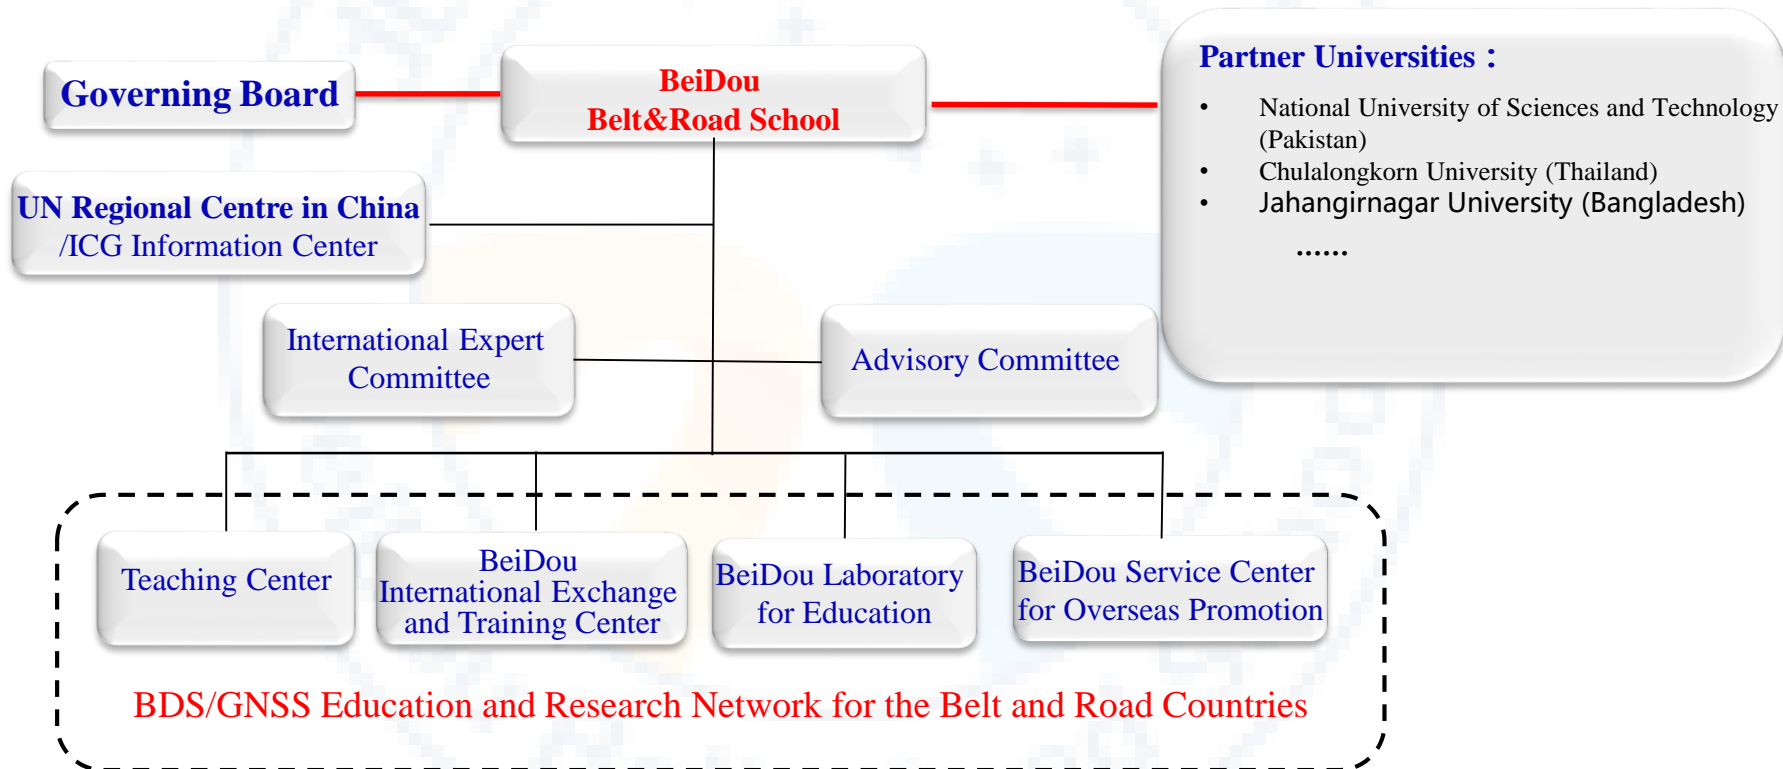 Governing Board
BeiDou
Belt&Road School
Partner Universities：
• National University of Sciences and Technology
(Pakistan)
• Chulalongkorn University (Thailand)
• Jahangirnagar University (Bangladesh)
......
UN Regional Centre in China
/ICG Information Center
International Expert
Committee
Advisory Committee
Teaching Center
BeiDou
International Exchange
and Training Center
BeiDou Laboratory
for Education
BeiDou Service Center
for Overseas Promotion
BDS/GNSS Education and Research Network for the Belt and Road Countries